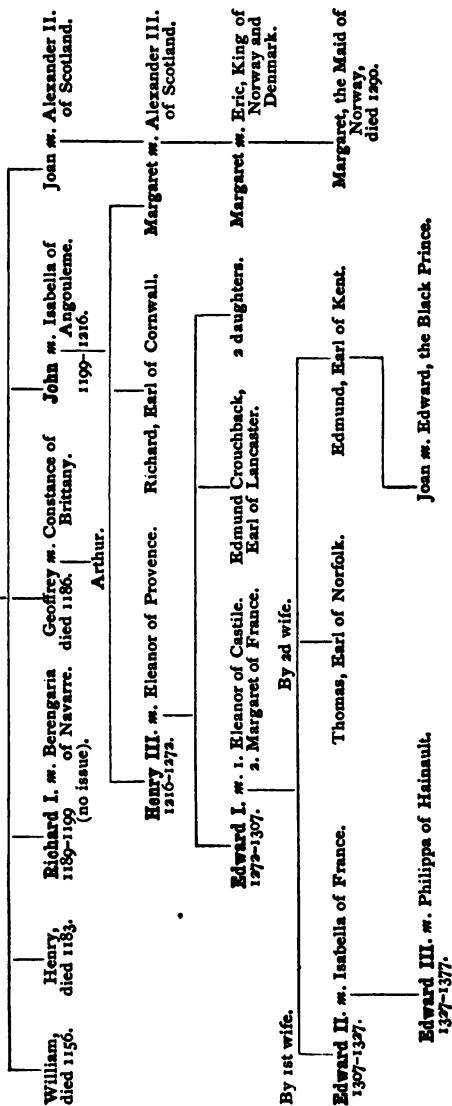 William,
died 1156.
Henry,
died 1183.
Richard I. m. Berengaria
1189–1199 of Navarre.
(no issue).
Geoffrey m. Constance of
died 1186. Brittany.
Arthur.
John m. Isabella of
Angouleme.
1199–1216.
Joan m. Alexander II.
of Scotland.
Henry III. m. Eleanor of Provence.
1216–1272.
Richard, Earl of Cornwall.
Margaret m. Alexander III.
of Scotland.
Edward I. m. 1. Eleanor of Castile.
1272–1307. 2. Margaret of France.
Edmund Crouchback,
Earl of Lancaster.
2 daughters.
Margaret m. Eric, King of
Norway and
Denmark.
By 1st wife.
By 2d wife.
Edward II. m. Isabella of France.
1307–1327.
Thomas, Earl of Norfolk.
Edmund, Earl of Kent.
Margaret, the Maid of
Norway,
died 1290.
Edward III. m. Philippa of Hainault.
1327–1377.
Joan m. Edward, the Black Prince.